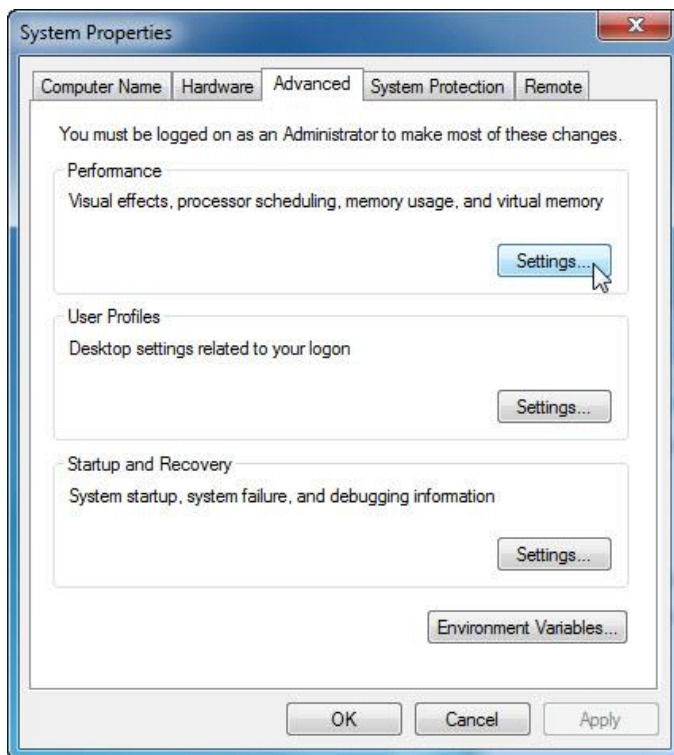 System Properties
Computer Name Hardware Advanced System Protection Remote
You must be logged on as an Administrator to make most of these changes.
Performance
Visual effects, processor scheduling, memory usage, and virtual memory
Settings...
User Profiles
Desktop settings related to your logon
Settings...
Startup and Recovery
System startup, system failure, and debugging information
Settings...
Environment Variables...
OK Cancel Apply